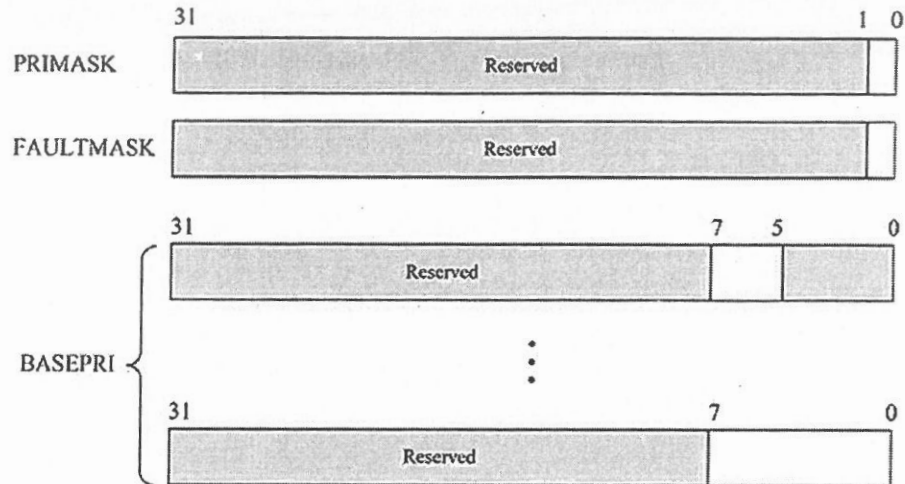 31 1 0
PRIMASK Reserved
FAULTMASK Reserved
31 7 5 0
Reserved
BASEPRI
31 7 0
Reserved